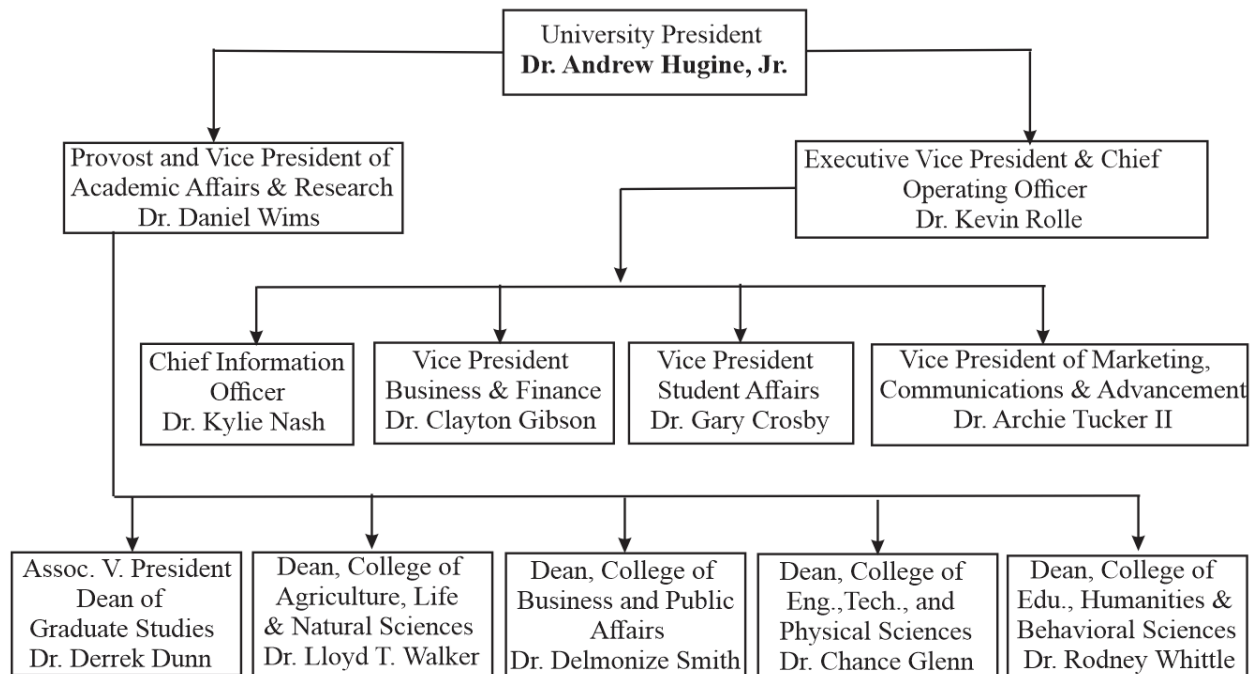 University President
Dr. Andrew Hugine, Jr.
Provost and Vice President of
Academic Affairs & Research
Dr. Daniel Wims
Executive Vice President & Chief
Operating Officer
Dr. Kevin Rolle
Chief Information
Officer
Dr. Kylie Nash
Vice President
Business & Finance
Dr. Clayton Gibson
Vice President
Student Affairs
Dr. Gary Crosby
Vice President of Marketing,
Communications & Advancement
Dr. Archie Tucker II
Assoc. V. President
Dean of
Graduate Studies
Dr. Derrek Dunn
Dean, College of
Agriculture, Life
& Natural Sciences
Dr. Lloyd T. Walker
Dean, College of
Business and Public
Affairs
Dr. Delmonize Smith
Dean, College of
Eng.,Tech., and
Physical Sciences
Dr. Chance Glenn
Dean, College of
Edu., Humanities &
Behavioral Sciences
Dr. Rodney Whittle